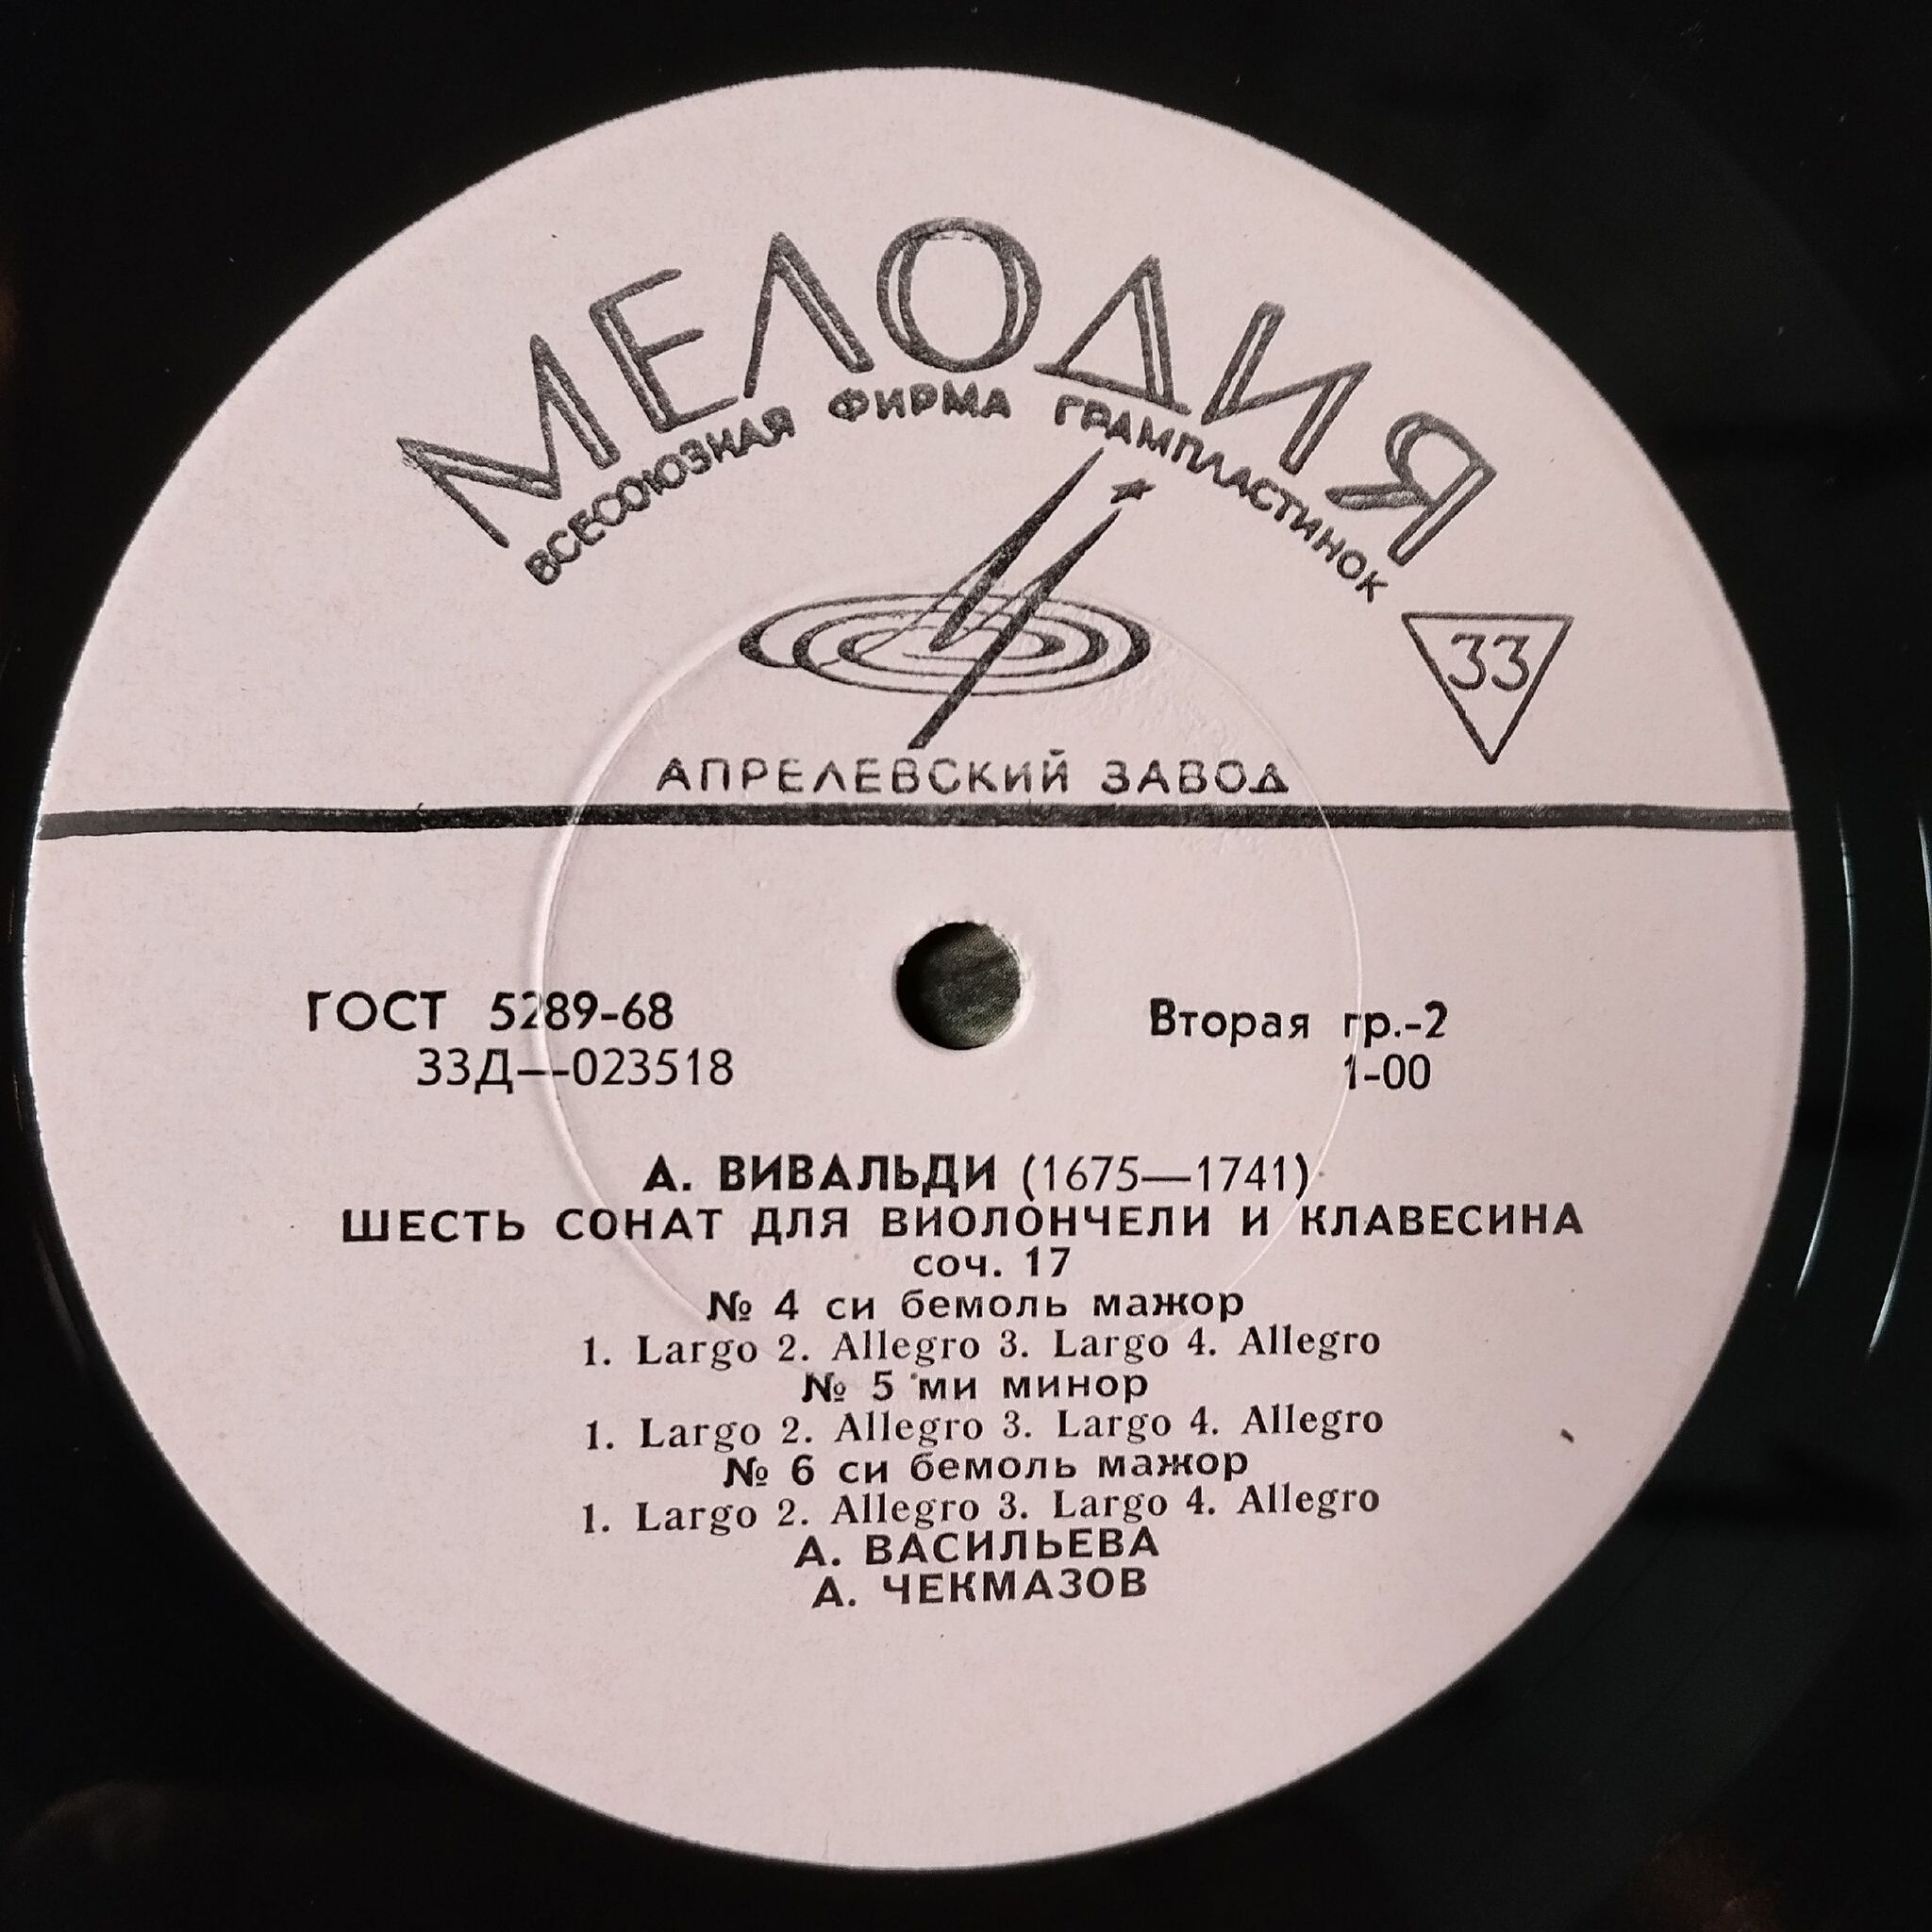 МЕЛОДИЯ
ВСЕСОЮЗНАЯ ФИРМА ГРАМПЛАСТИНОК
33
АПРЕЛЕВСКИЙ ЗАВОД
ГОСТ 5289-68
33Д—023518
Вторая гр.-2
1-00
А. ВИВАЛЬДИ (1675—1741)
ШЕСТЬ СОНАТ ДЛЯ ВИОЛОНЧЕЛИ И КЛАВЕСИНА
соч. 17
№ 4 си бемоль мажор
1. Largo 2. Allegro 3. Largo 4. Allegro
№ 5 ми минор
1. Largo 2. Allegro 3. Largo 4. Allegro
№ 6 си бемоль мажор
1. Largo 2. Allegro 3. Largo 4. Allegro
А. ВАСИЛЬЕВА
А. ЧЕКМАЗОВ